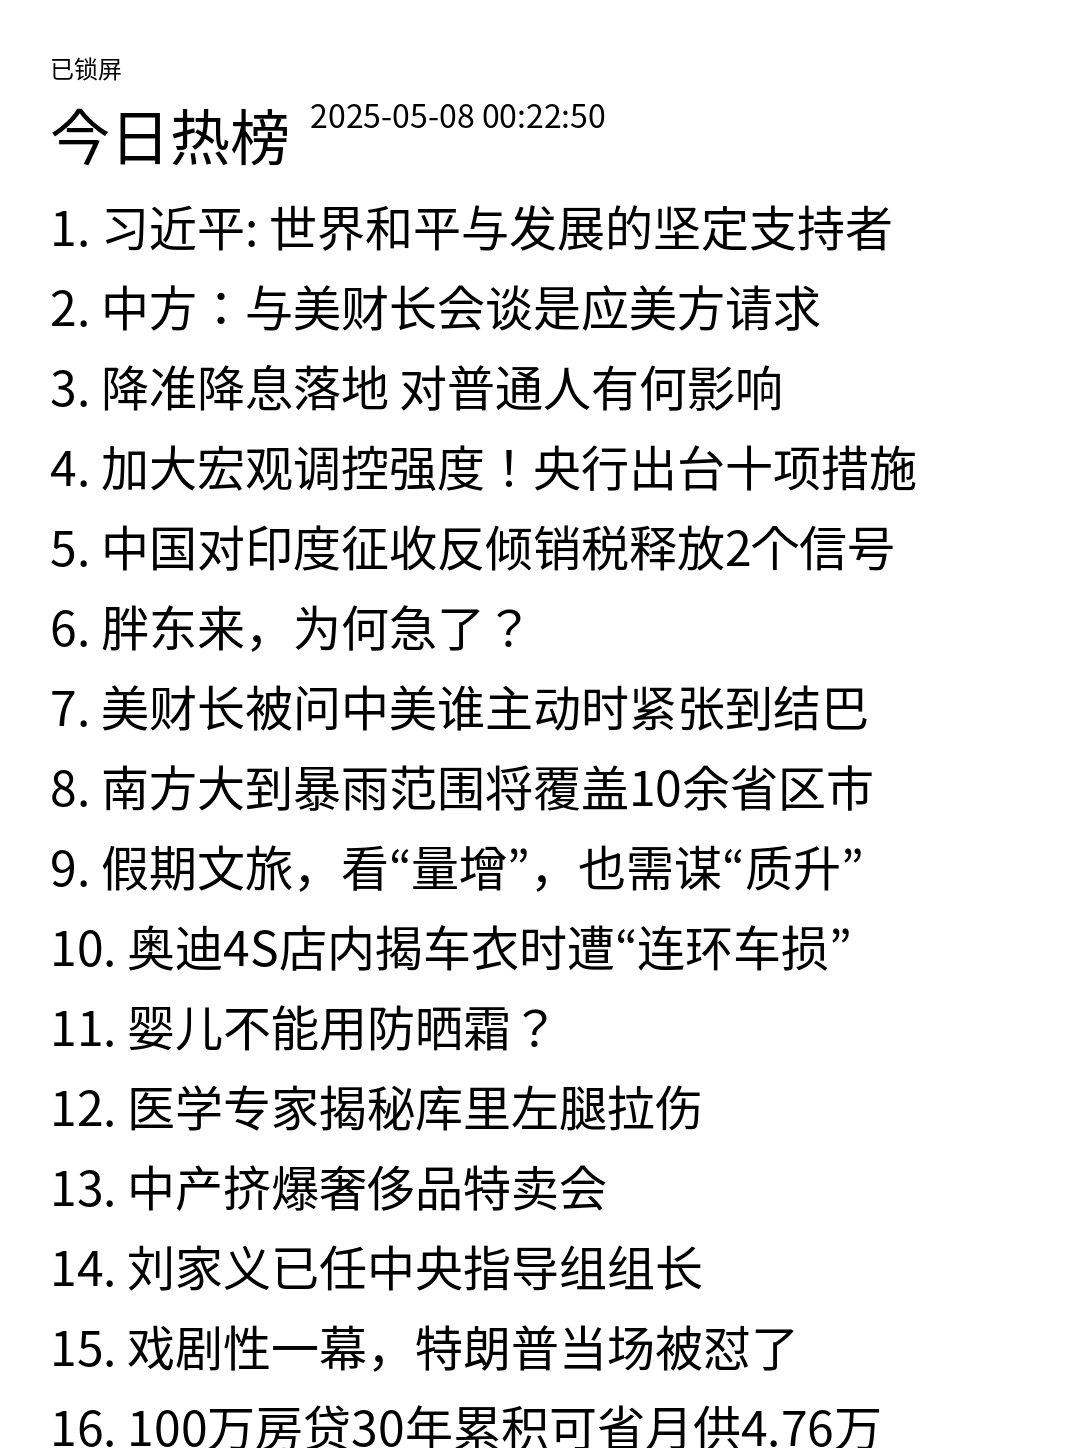 已锁屏
今日热榜 2025-05-08 00:22:50
1. 习近平: 世界和平与发展的坚定支持者
2. 中方：与美财长会谈是应美方请求
3. 降准降息落地 对普通人有何影响
4. 加大宏观调控强度！央行出台十项措施
5. 中国对印度征收反倾销税释放2个信号
6. 胖东来，为何急了？
7. 美财长被问中美谁主动时紧张到结巴
8. 南方大到暴雨范围将覆盖10余省区市
9. 假期文旅，看“量增”，也需谋“质升”
10. 奥迪4S店内揭车衣时遭“连环车损”
11. 婴儿不能用防晒霜？
12. 医学专家揭秘库里左腿拉伤
13. 中产挤爆奢侈品特卖会
14. 刘家义已任中央指导组组长
15. 戏剧性一幕，特朗普当场被怼了
16. 100万房贷30年累积可省月供4.76万